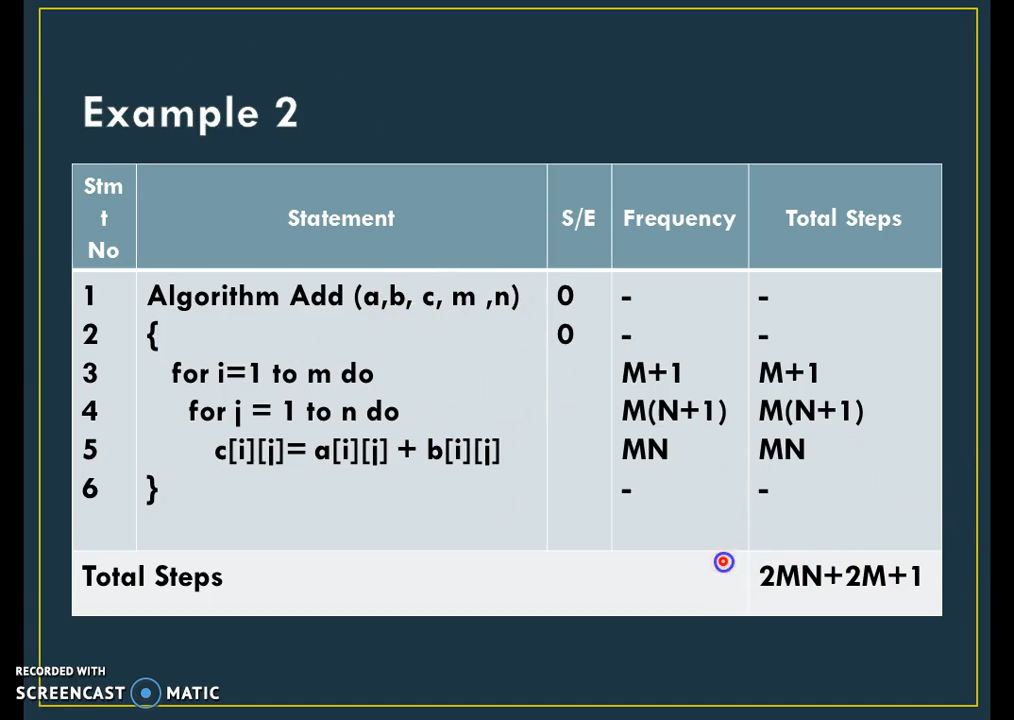 Example 2
Stm
t
No
Statement
S/E
Frequency
Total Steps
1 Algorithm Add (a,b, c, m ,n) 0 - -
2 { 0 - -
3 for i=1 to m do M+1 M+1
4 for j = 1 to n do M(N+1) M(N+1)
5 c[i][j]= a[i][j] + b[i][j] MN MN
6 } - -
Total Steps 2MN+2M+1
RECORDED WITH
SCREENCAST MATIC